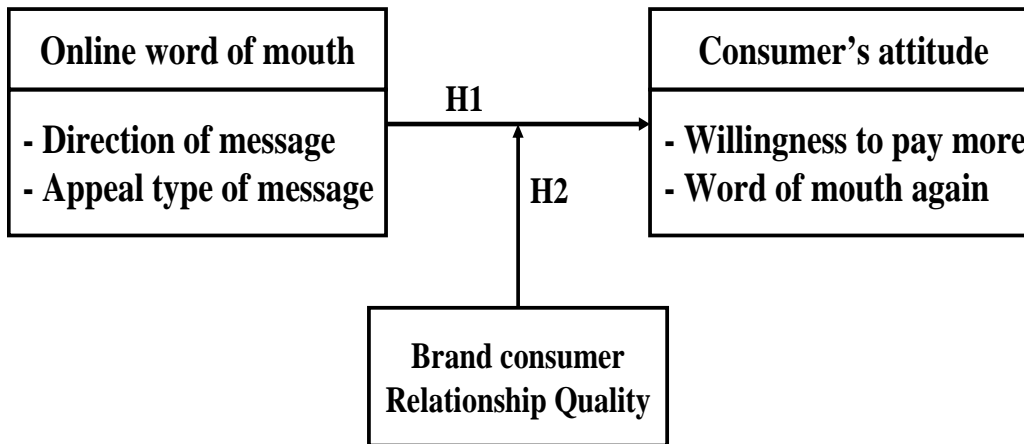 Online word of mouth
- Direction of message
- Appeal type of message
H1
H2
Consumer’s attitude
- Willingness to pay more
- Word of mouth again
Brand consumer
Relationship Quality